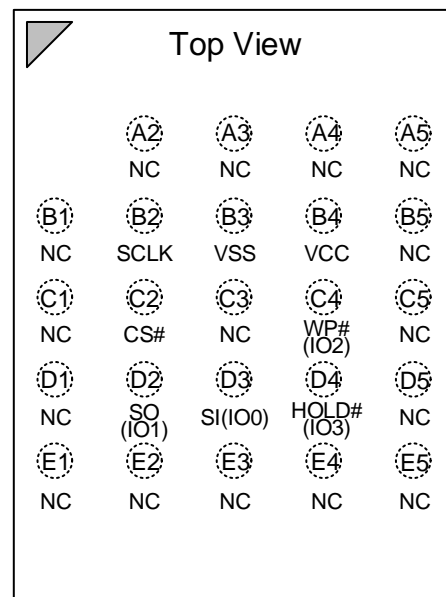 Top View
A2 A3 A4 A5
NC NC NC NC
B1 B2 B3 B4 B5
NC SCLK VSS VCC NC
C1 C2 C3 C4 C5
NC CS# NC WP# NC
(IO2)
D1 D2 D3 D4 D5
NC SO SI(IO0) HOLD# NC
(IO1) (IO3)
E1 E2 E3 E4 E5
NC NC NC NC NC